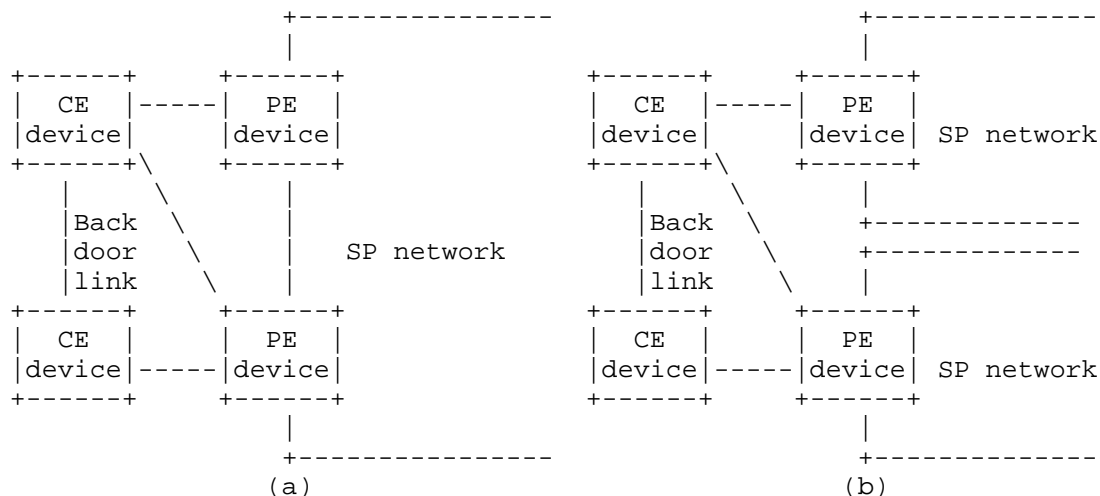 CE PE CE PE
device device device device SP network
Back Back
door SP network door
link link
CE PE CE PE
device device device device SP network
(a) (b)